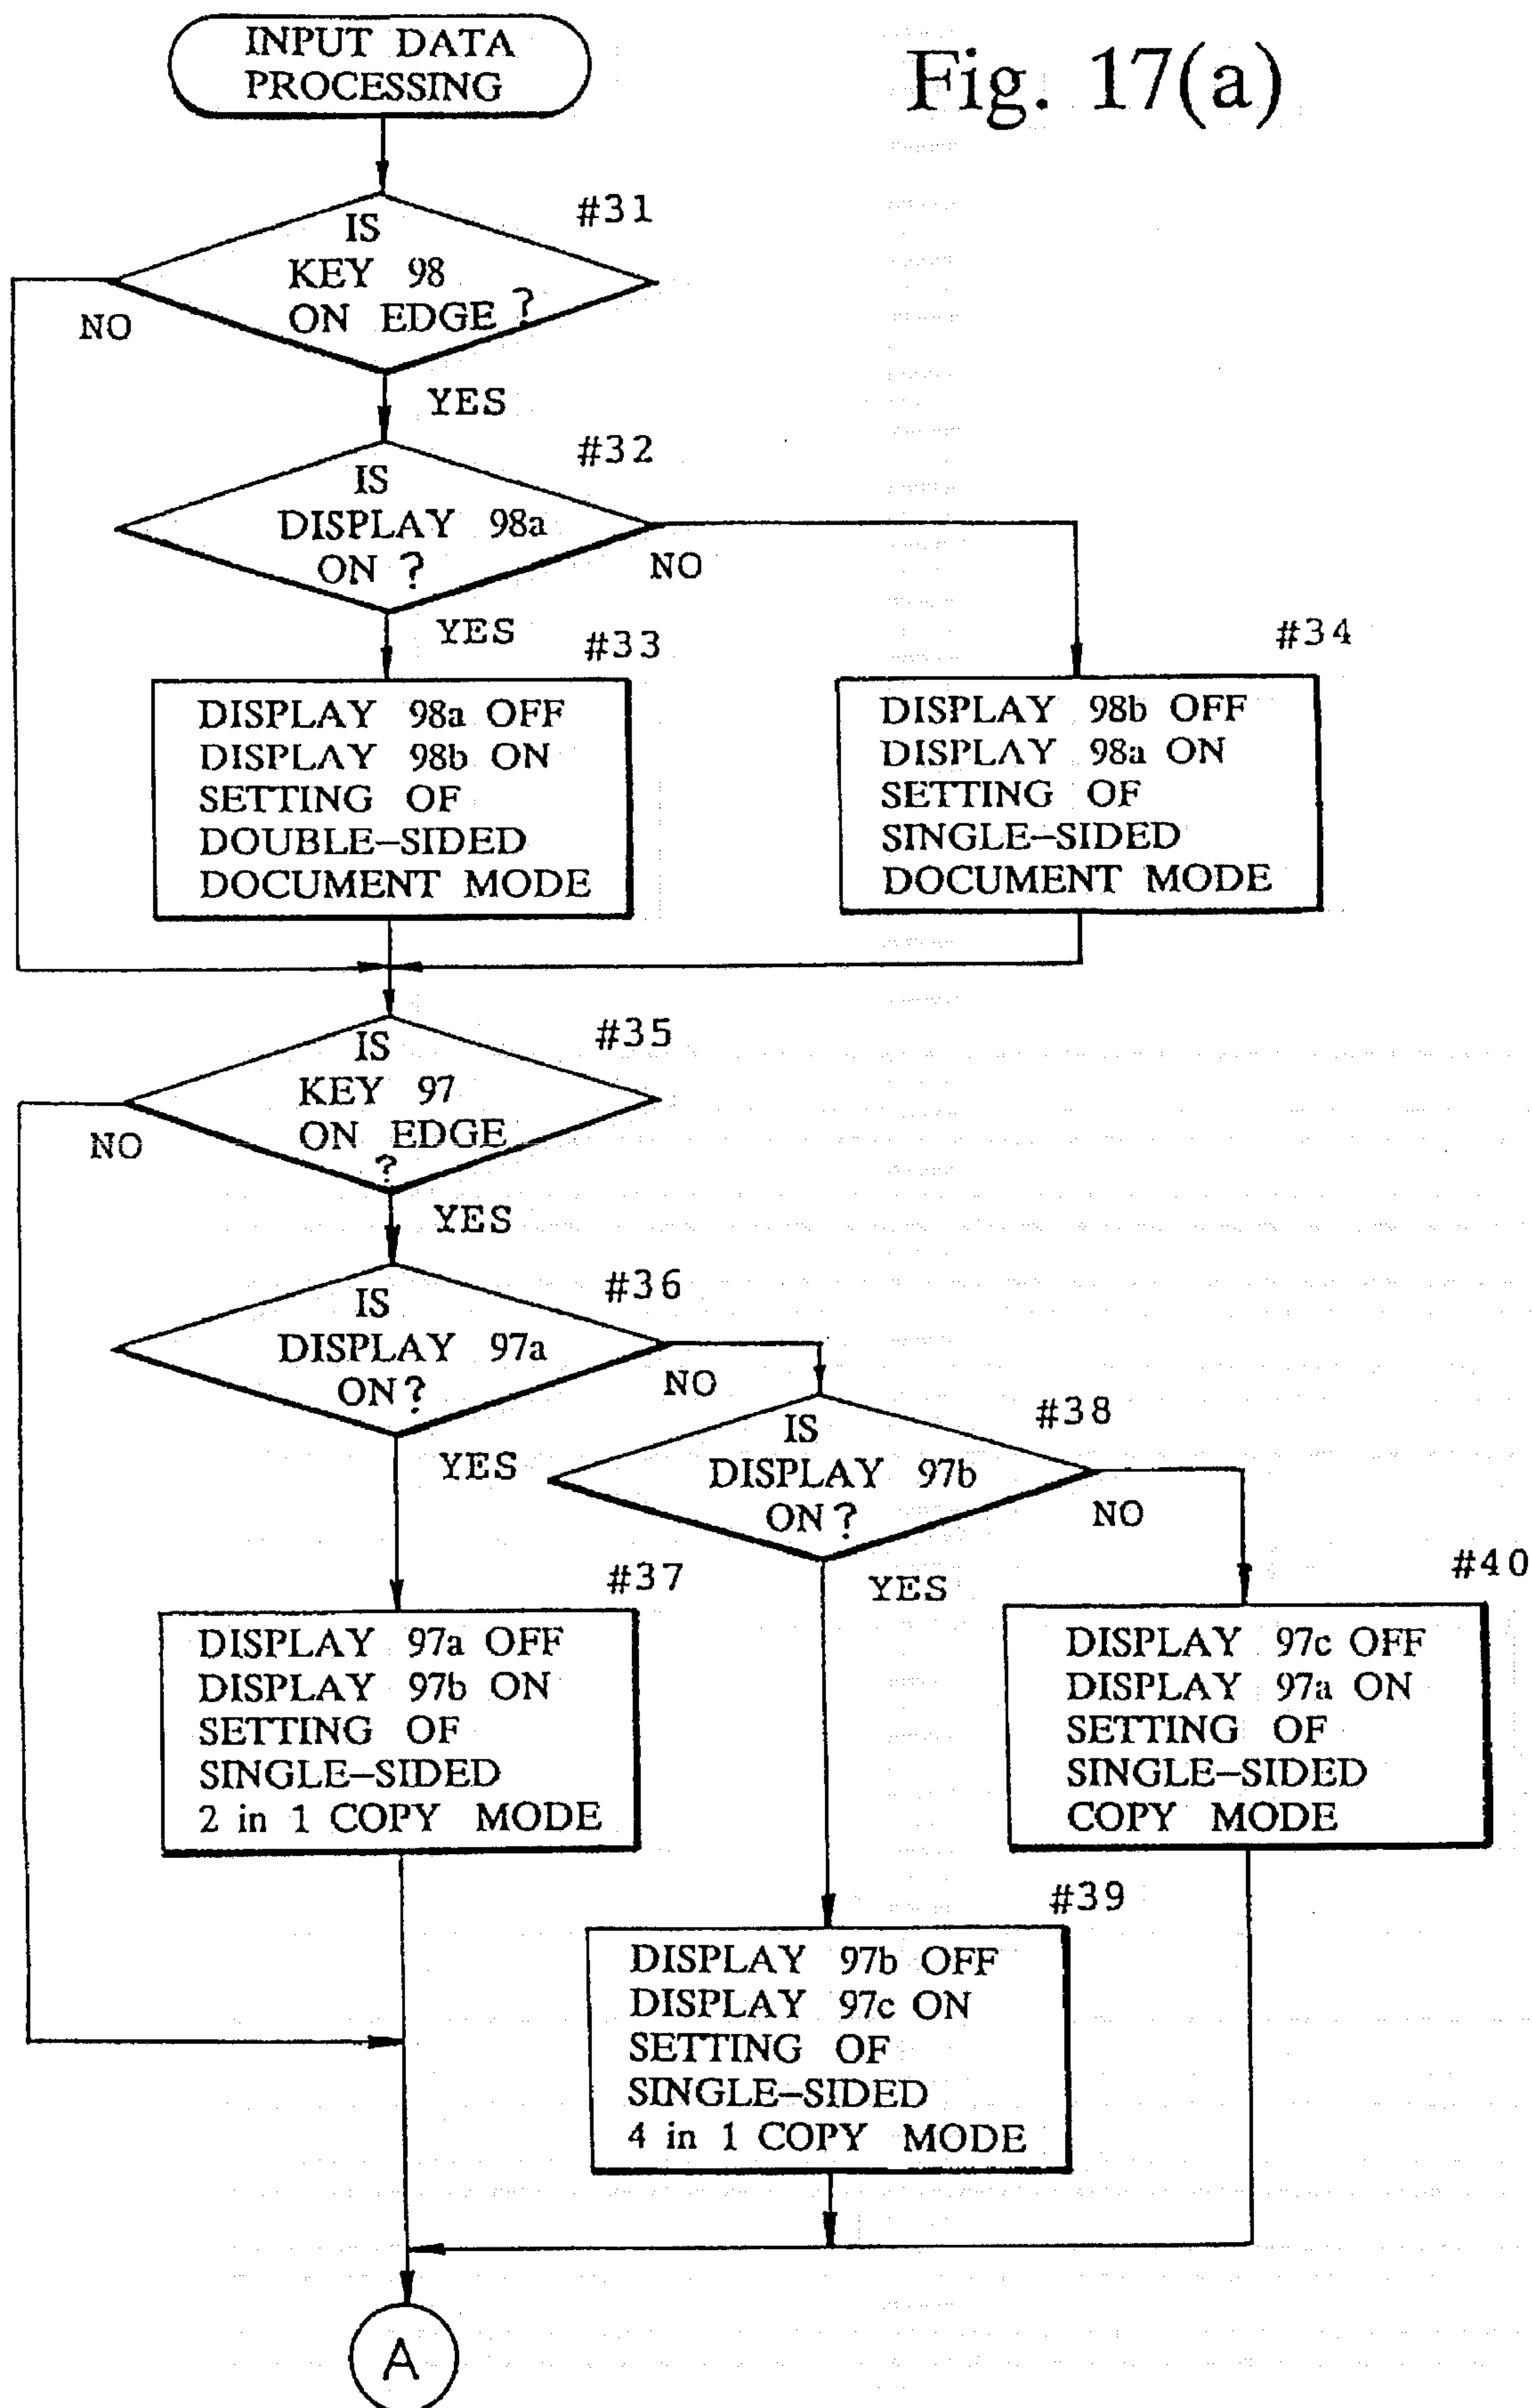 INPUT DATA
PROCESSING
Fig. 17(a)
#31
IS
KEY 98
ON EDGE ?
NO
YES
#32
IS
DISPLAY 98a
ON ?
NO
YES
#33
DISPLAY 98a OFF
DISPLAY 98b ON
SETTING OF
DOUBLE-SIDED
DOCUMENT MODE
#34
DISPLAY 98b OFF
DISPLAY 98a ON
SETTING OF
SINGLE-SIDED
DOCUMENT MODE
#35
IS
KEY 97
ON EDGE
?
NO
YES
#36
IS
DISPLAY 97a
ON?
NO
YES
#38
IS
DISPLAY 97b
ON ?
NO
YES
#37
DISPLAY 97a OFF
DISPLAY 97b ON
SETTING OF
SINGLE-SIDED
2 in 1 COPY MODE
#40
DISPLAY 97c OFF
DISPLAY 97a ON
SETTING OF
SINGLE-SIDED
COPY MODE
#39
DISPLAY 97b OFF
DISPLAY 97c ON
SETTING OF
SINGLE-SIDED
4 in 1 COPY MODE
A